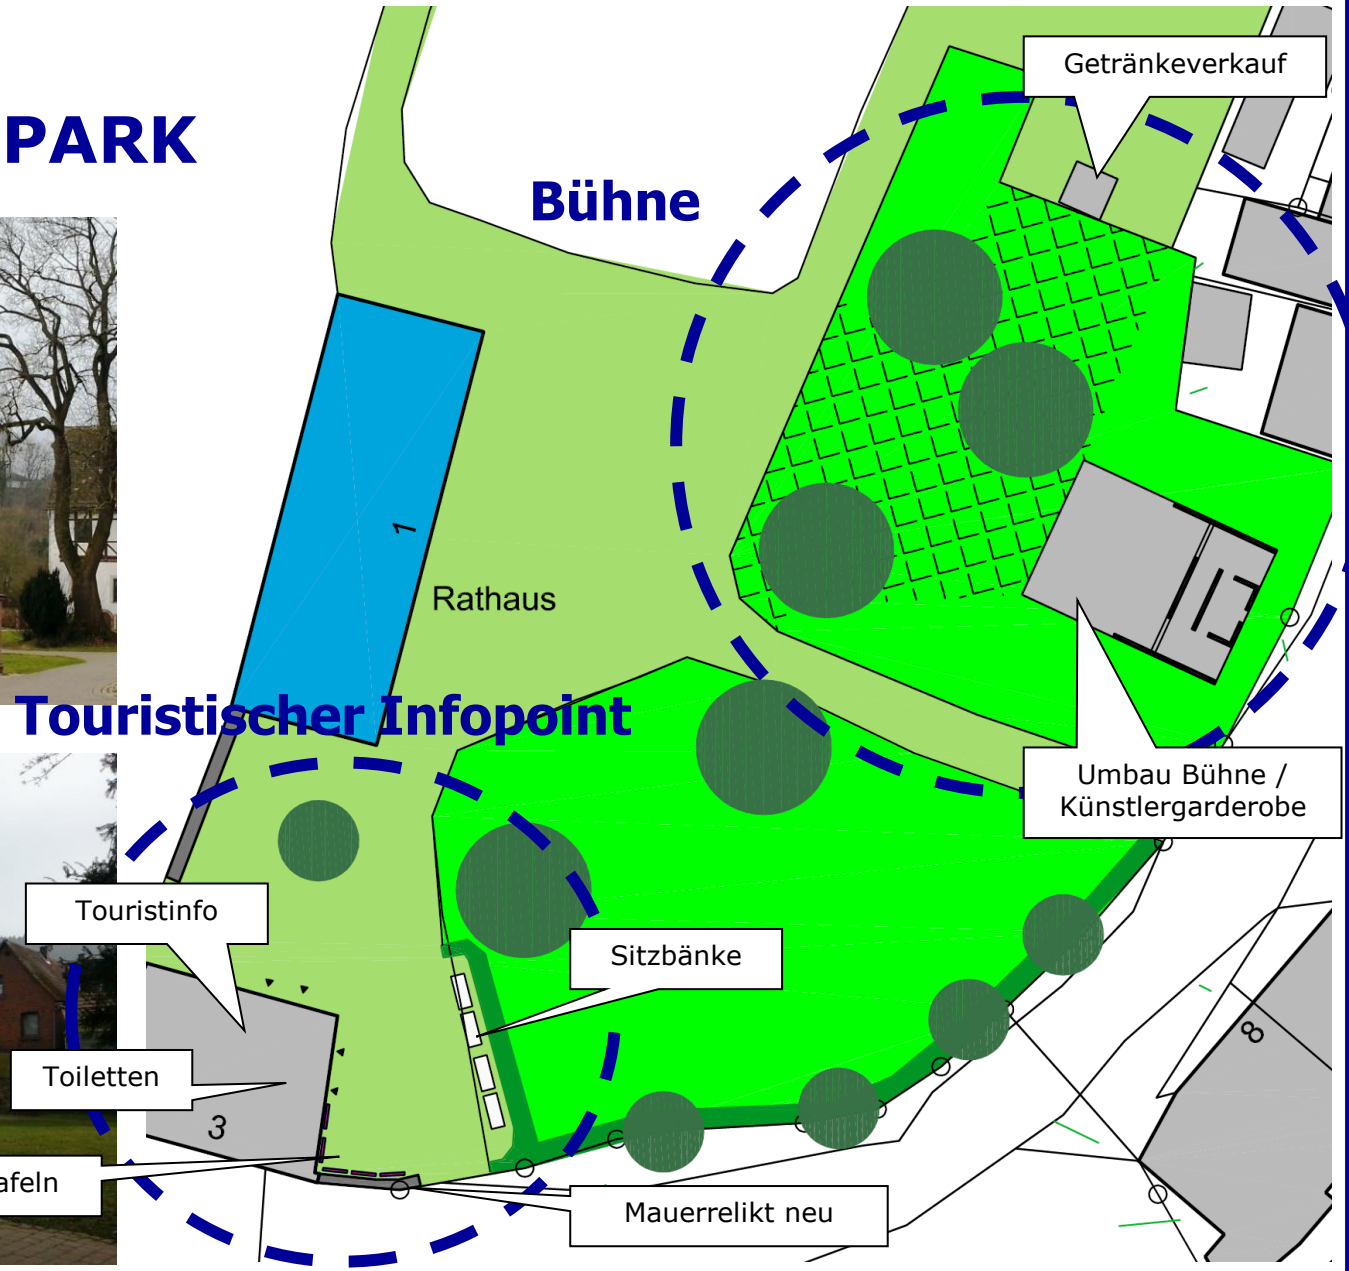 Getränkeverkauf
PARK
Bühne
1
Rathaus
Touristischer Infopoint
Umbau Bühne /
Künstlergarderobe
Touristinfo
Sitzbänke
8
Toiletten
3
afeln
Mauerrelikt neu